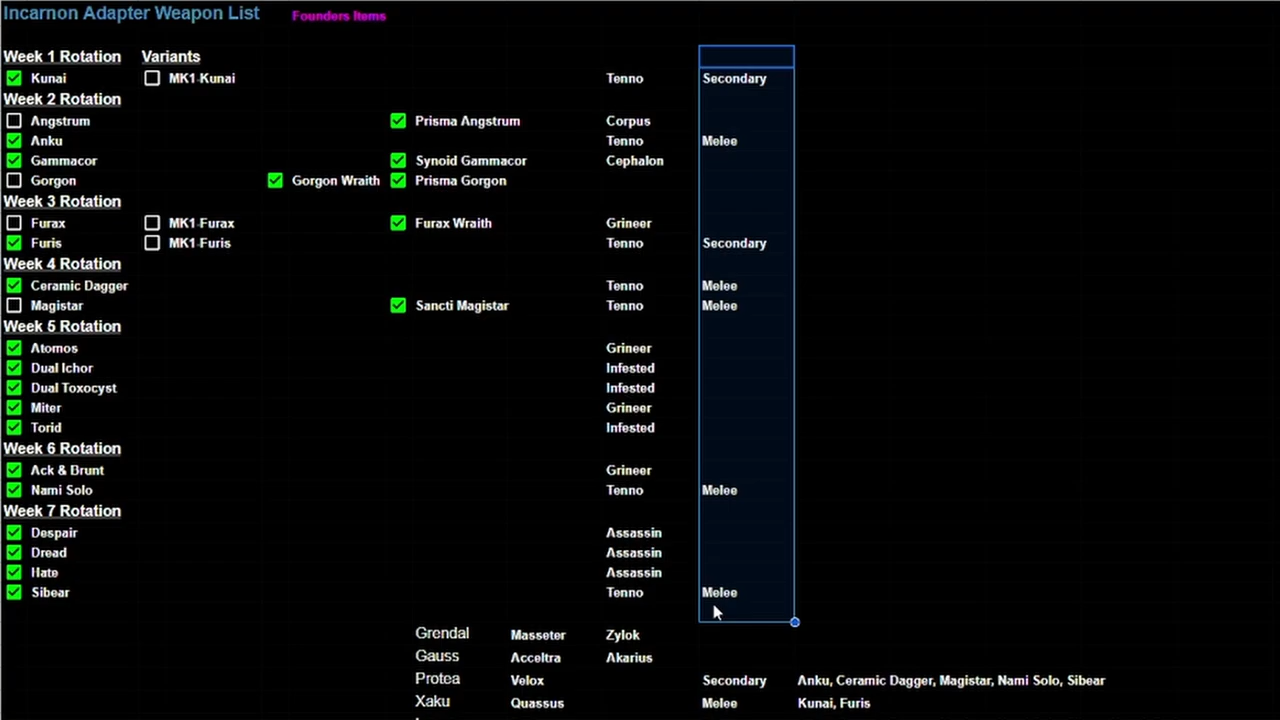 Incarnon Adapter Weapon List Founders Items
Week 1 Rotation Variants
Kunai MK1-Kunai Tenno Secondary
Week 2 Rotation
Angstrum Prisma Angstrum Corpus
Anku Tenno Melee
Gammacor Synoid Gammacor Cephalon
Gorgon Gorgon Wraith Prisma Gorgon
Week 3 Rotation
Furax MK1-Furax Furax Wraith Grineer
Furis MK1-Furis Tenno Secondary
Week 4 Rotation
Ceramic Dagger Tenno Melee
Magistar Sancti Magistar Tenno Melee
Week 5 Rotation
Atomos Grineer
Dual Ichor Infested
Dual Toxocyst Infested
Miter Grineer
Torid Infested
Week 6 Rotation
Ack & Brunt Grineer
Nami Solo Tenno Melee
Week 7 Rotation
Despair Assassin
Dread Assassin
Hate Assassin
Sibear Tenno Melee
Grendal Masseter Zylok
Gauss Acceltra Akarius
Protea Velox Secondary Anku, Ceramic Dagger, Magistar, Nami Solo, Sibear
Xaku Quassus Melee Kunai, Furis